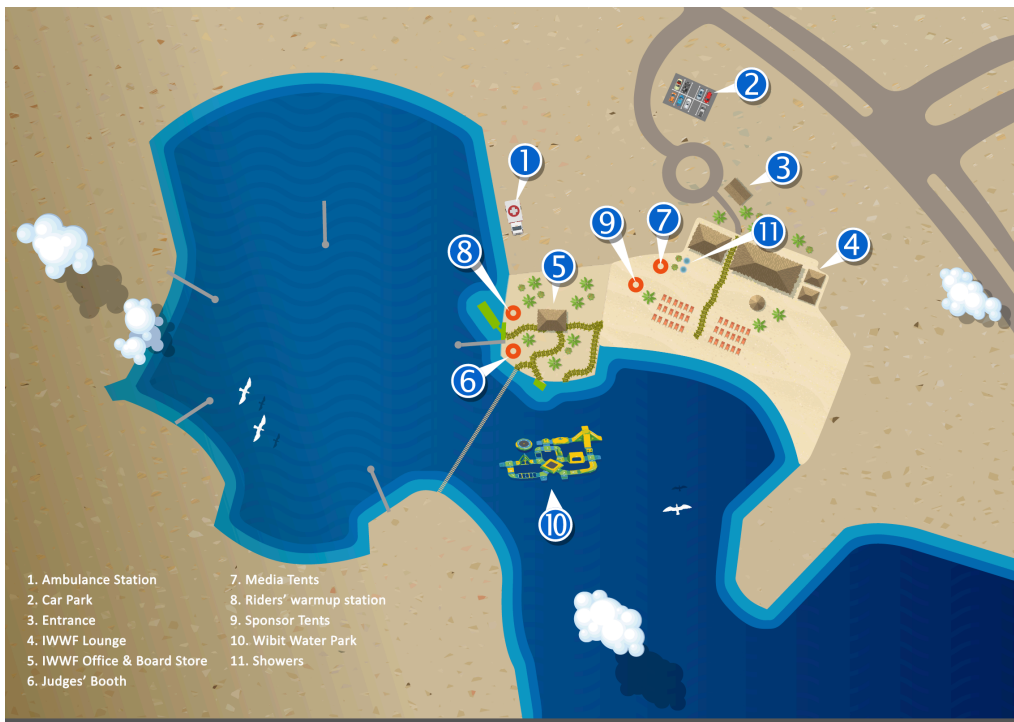 2
1
3
9
7
11
4
8
5
6
10
1. Ambulance Station
2. Car Park
3. Entrance
4. IWWF Lounge
5. IWWF Office & Board Store
6. Judges' Booth
7. Media Tents
8. Riders' warmup station
9. Sponsor Tents
10. Wibit Water Park
11. Showers